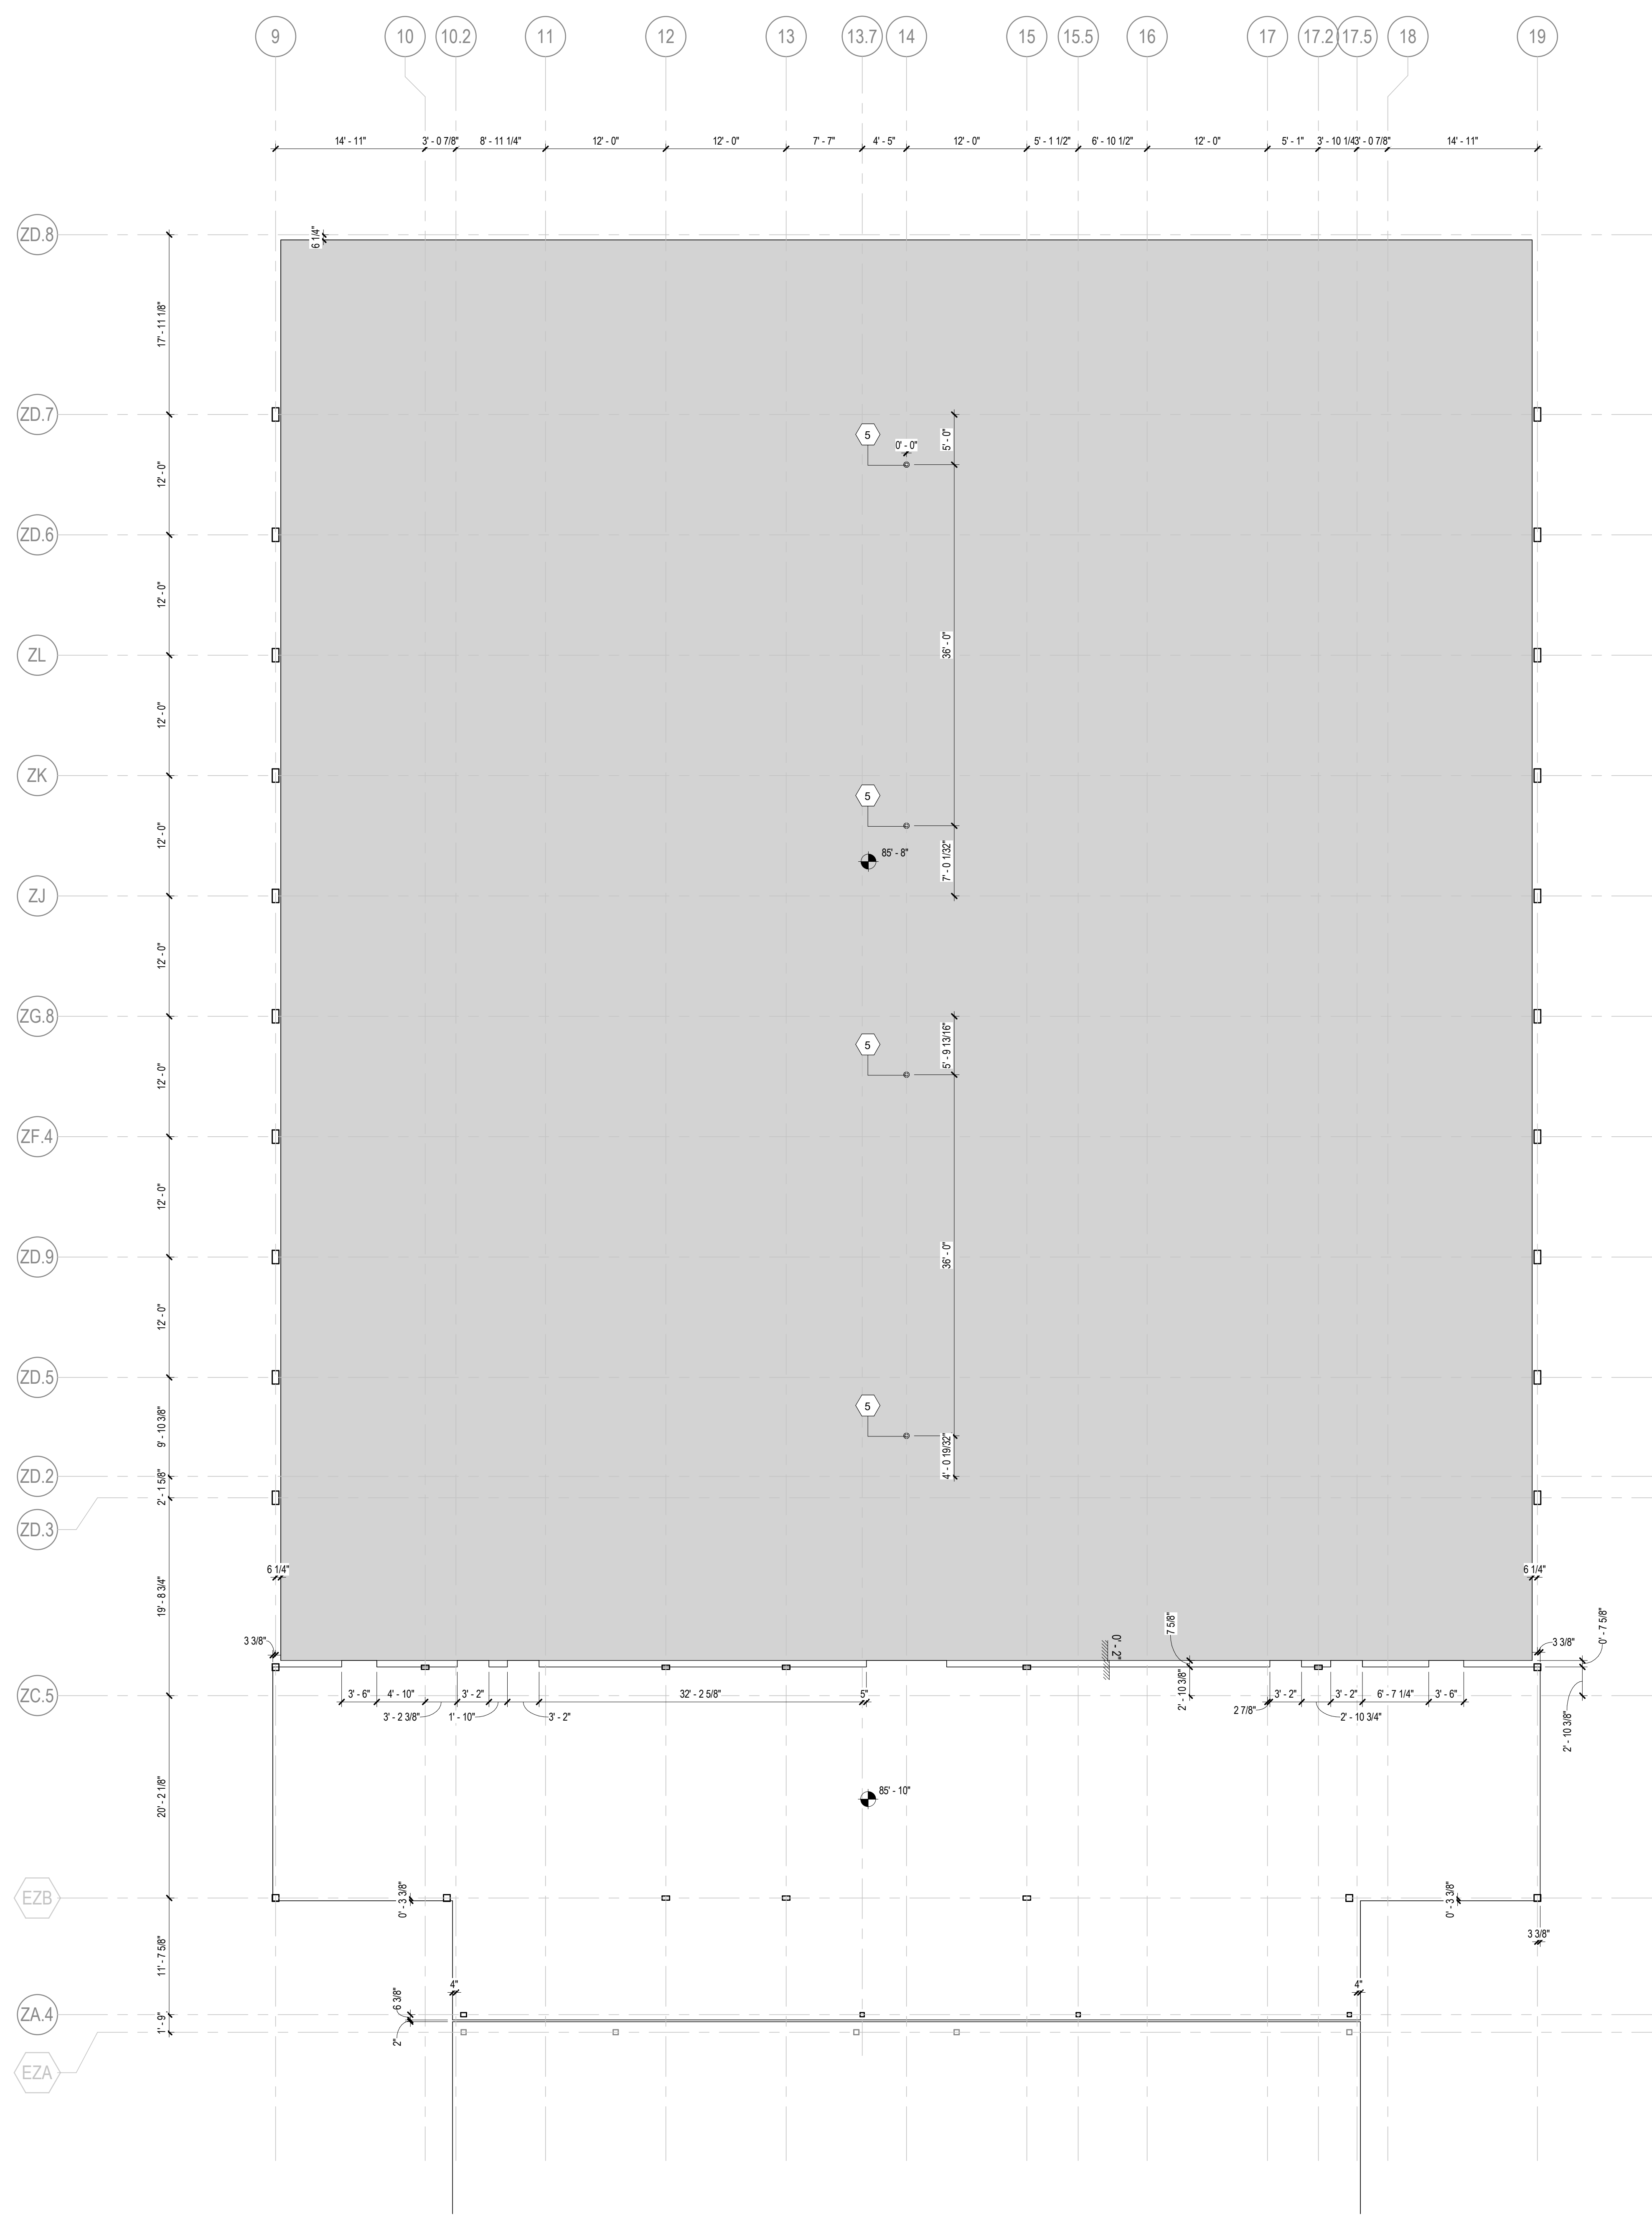 9 10 10.2 11 12 13 13.7 14 15 15.5 16 17 17.2 17.5 18 19
14' - 11" 3' - 0 7/8" 8' - 11 1/4" 12' - 0" 12' - 0" 7' - 7" 4' - 5" 12' - 0" 5' - 1 1/2" 6' - 10 1/2" 12' - 0" 5' - 1" 3' - 10 1/4 3' - 0 7/8" 14' - 11"
ZD.8
6 1/4"
17' - 11 1/8"
ZD.7
5
0' - 0"
5' - 0"
12' - 0"
ZD.6
12' - 0"
36' - 0"
ZL
12' - 0"
ZK
5
12' - 0"
85' - 8"
7' - 0 1/32"
ZJ
12' - 0"
ZG.8
5
5' - 9 13/16"
12' - 0"
ZF.4
12' - 0"
36' - 0"
ZD.9
12' - 0"
ZD.5
5
9' - 10 3/8"
4' - 0 19/32"
ZD.2
2' - 1 5/8"
ZD.3
6 1/4" 6 1/4"
19' - 8 3/4"
3 3/8" 0' - 2" 7 5/8" 3 3/8" 0' - 7 5/8"
ZC.5
3' - 6" 4' - 10" 3' - 2" 32' - 2 5/8" 5" 2' - 10 3/8" 3' - 2" 3' - 2" 6' - 7 1/4" 3' - 6"
3' - 2 3/8" 1' - 10" 3' - 2" 2 7/8" 2' - 10 3/4" 2' - 10 3/8"
20' - 2 1/8"
85' - 10"
EZB
0' - 3 3/8" 0' - 3 3/8"
3 3/8"
11' - 7 5/8"
4" 4"
6 3/8"
ZA.4
1' - 9"
2"
EZA